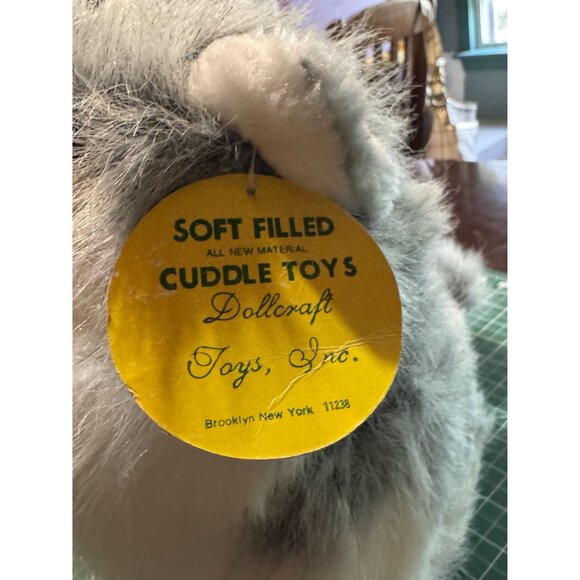 SOFT FILLED
ALL NEW MATERIAL
CUDDLE TOYS
Dollcraft
Toys, Inc.
Brooklyn New York 11238